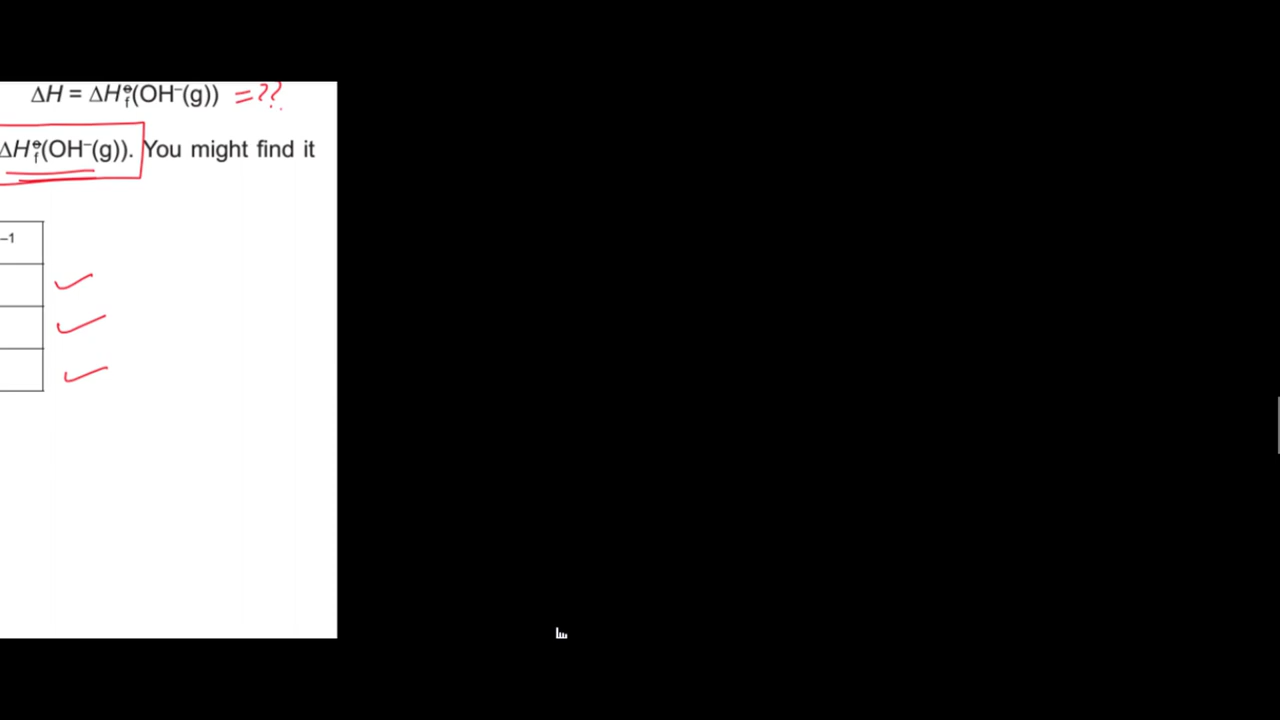 ΔH = ΔH⦵f(OH⁻(g)) =??
ΔH⦵f(OH⁻(g)). You might find it
–1